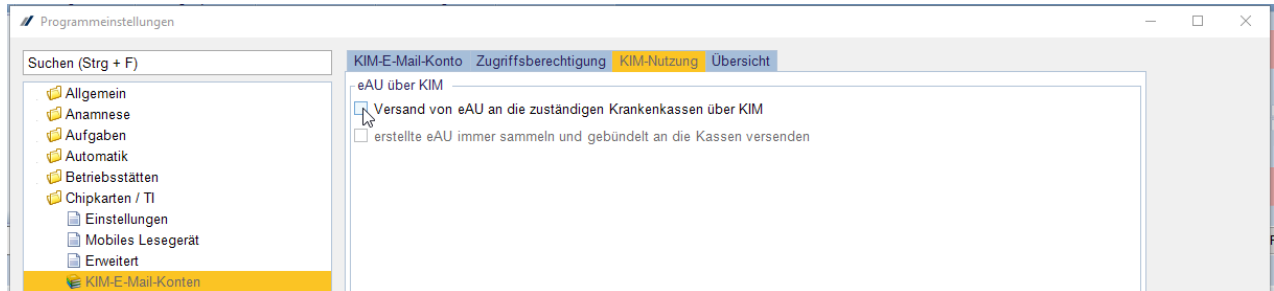 Programmeinstellungen
Suchen (Strg + F)
Allgemein
Anamnese
Aufgaben
Automatik
Betriebsstätten
Chipkarten / TI
Einstellungen
Mobiles Lesegerät
Erweitert
KIM-E-Mail-Konten
KIM-E-Mail-Konto Zugriffsberechtigung KIM-Nutzung Übersicht
eAU über KIM
Versand von eAU an die zuständigen Krankenkassen über KIM
erstellte eAU immer sammeln und gebündelt an die Kassen versenden